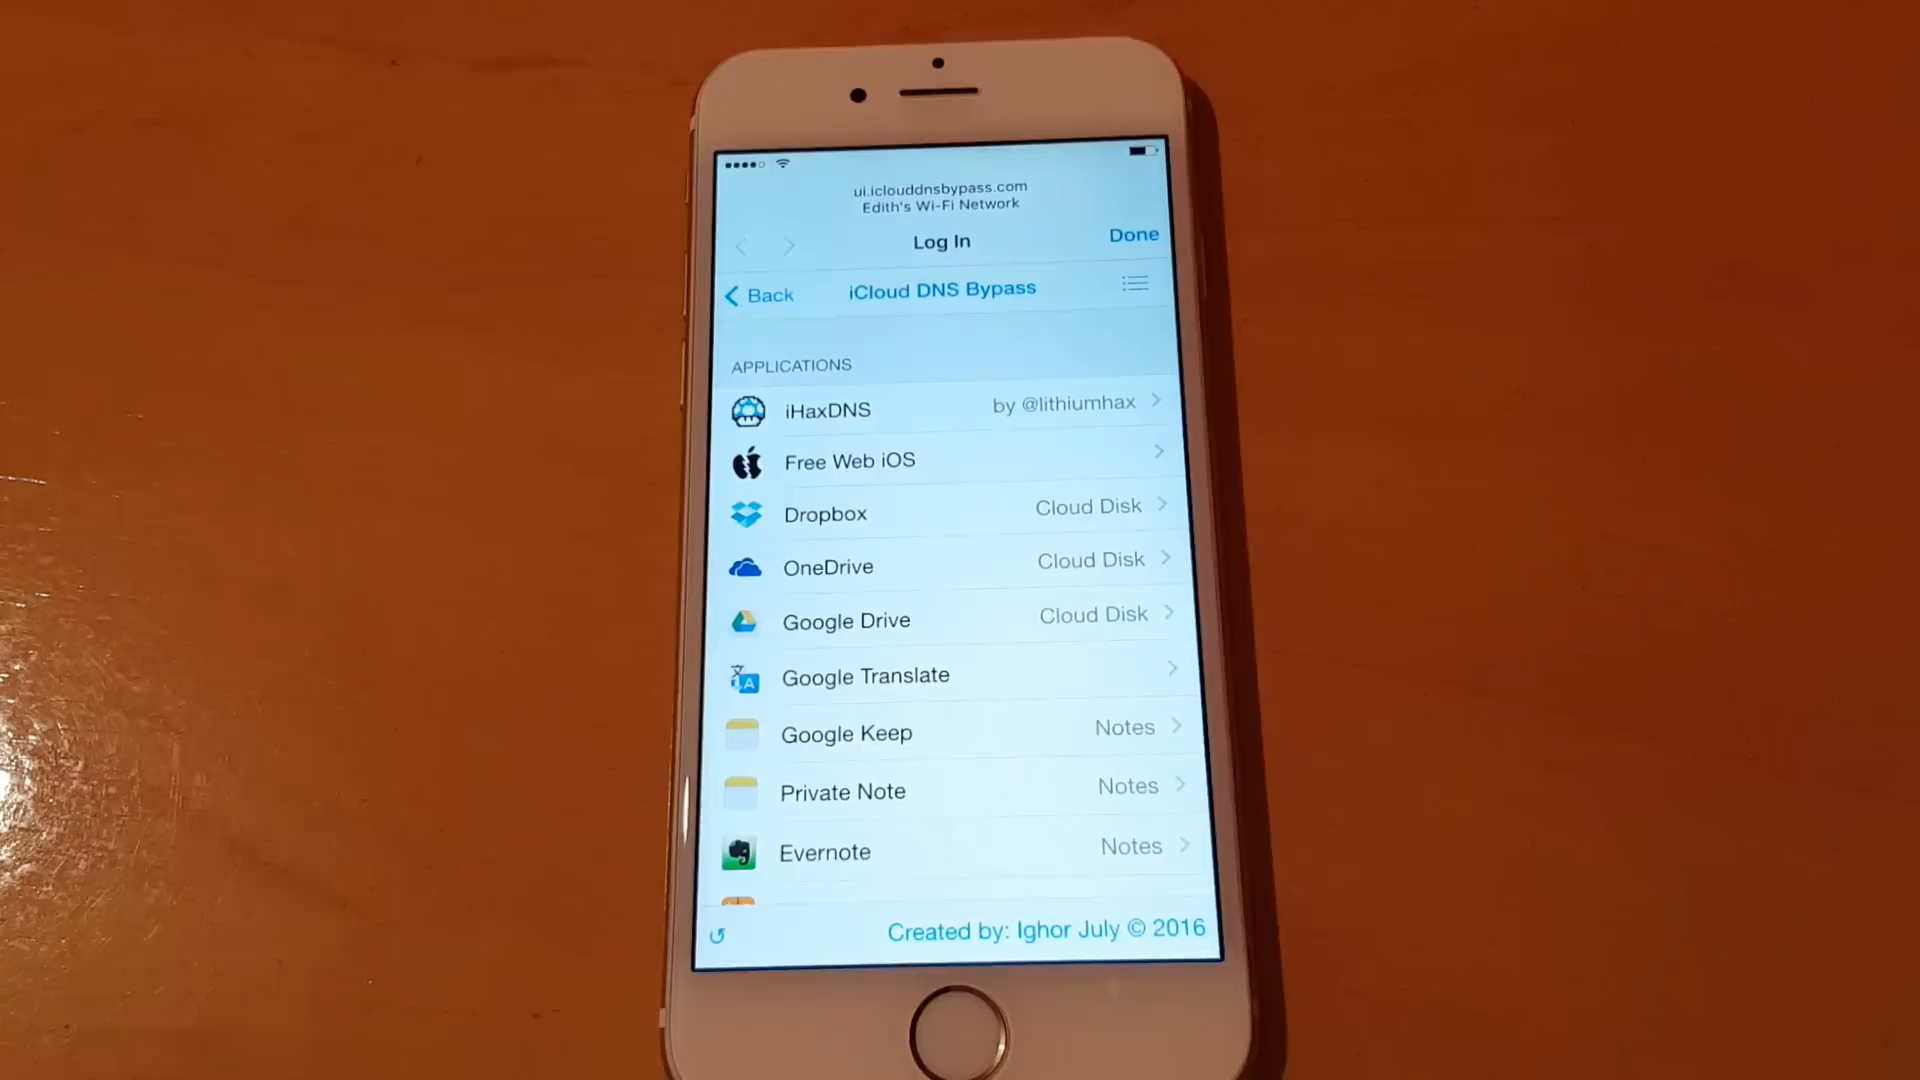 ui.iclouddnsbypass.com
Edith's Wi-Fi Network
Log In
Done
Back
iCloud DNS Bypass
APPLICATIONS
iHaxDNS by @lithiumhax
Free Web iOS
Dropbox Cloud Disk
OneDrive Cloud Disk
Google Drive Cloud Disk
Google Translate
Google Keep Notes
Private Note Notes
Evernote Notes
Created by: Ighor July © 2016